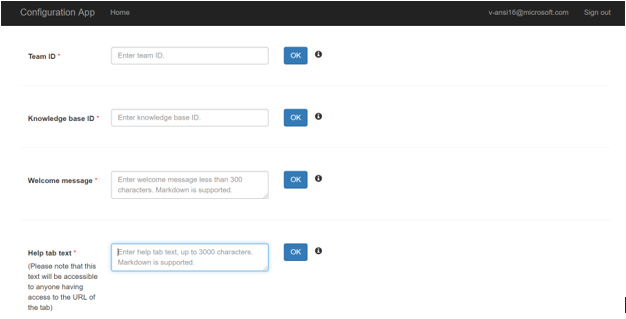 Configuration App Home v-ansi16@microsoft.com Sign out
Team ID * Enter team ID. OK
Knowledge base ID * Enter knowledge base ID. OK
Welcome message * Enter welcome message less than 300 OK
characters. Markdown is supported.
Help tab text * Enter help tab text, up to 3000 characters. OK
Markdown is supported.
(Please note that this
text will be accessible
to anyone having
access to the URL of
the tab)